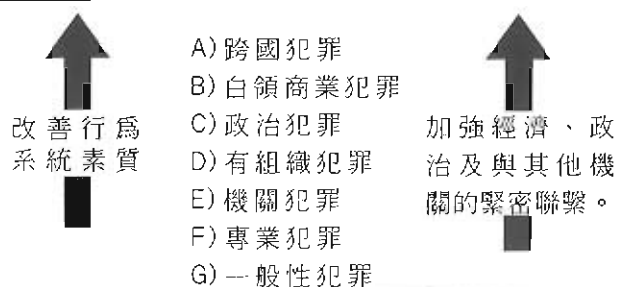 改善行爲
系統素質
A)跨國犯罪
B)白領商業犯罪
C)政治犯罪
D)有組織犯罪
E)機關犯罪
F)專業犯罪
G)一般性犯罪
加強經濟、政
治及與其他機
關的緊密聯繫。